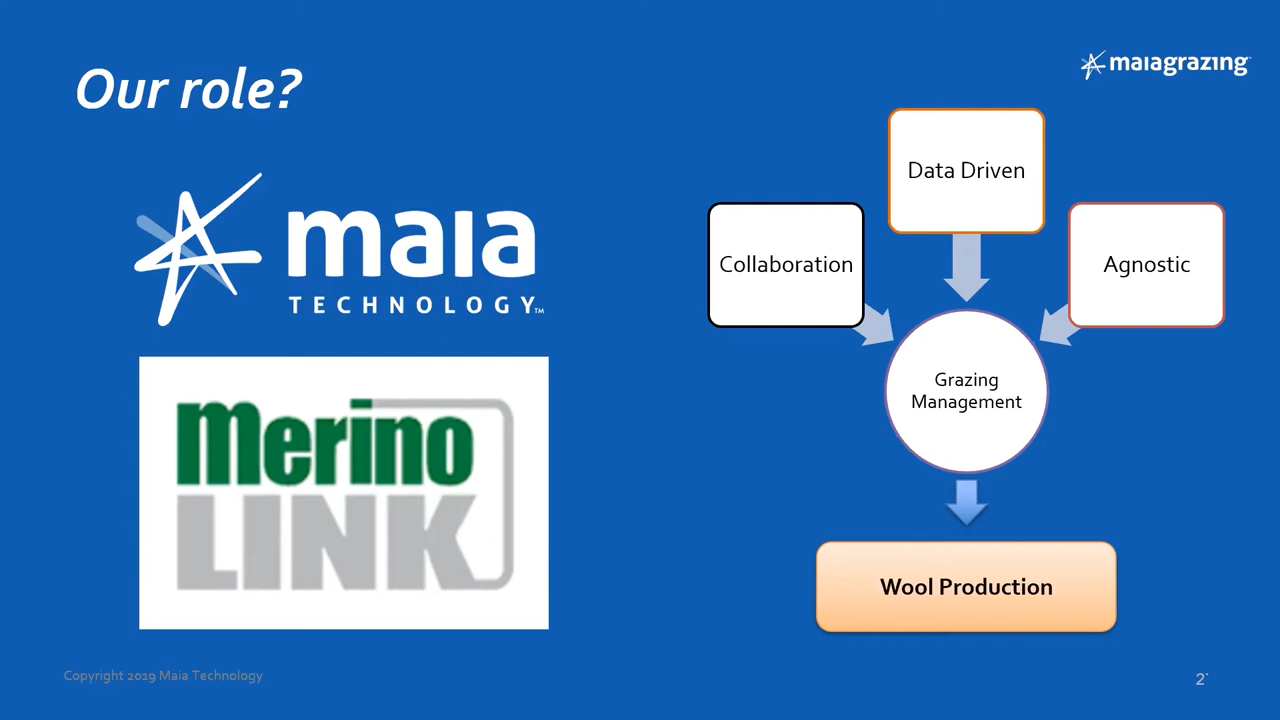 Our role?
maiagrazing
maia
TECHNOLOGY™
merino
LINK
Data Driven
Collaboration
Agnostic
Grazing
Management
Wool Production
Copyright 2019 Maia Technology
2`